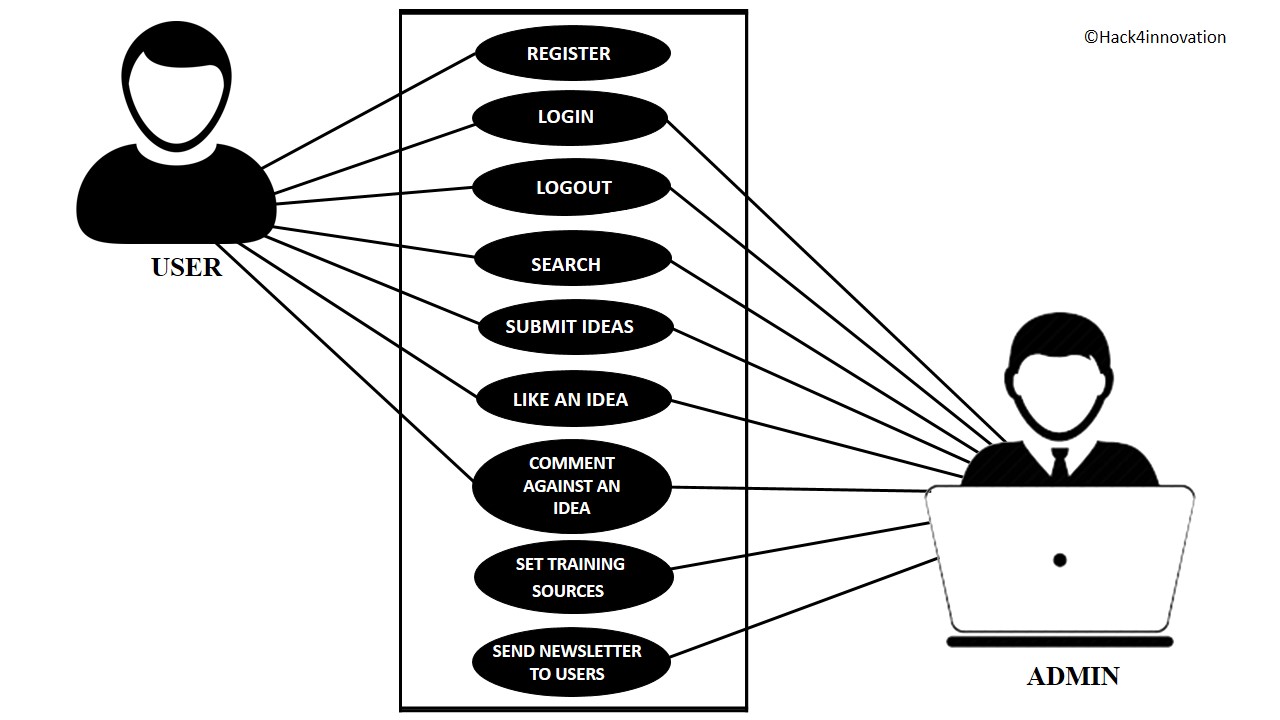 ©Hack4innovation
REGISTER
LOGIN
LOGOUT
SEARCH
SUBMIT IDEAS
LIKE AN IDEA
COMMENT
AGAINST AN
IDEA
SET TRAINING
SOURCES
SEND NEWSLETTER
TO USERS
USER
ADMIN